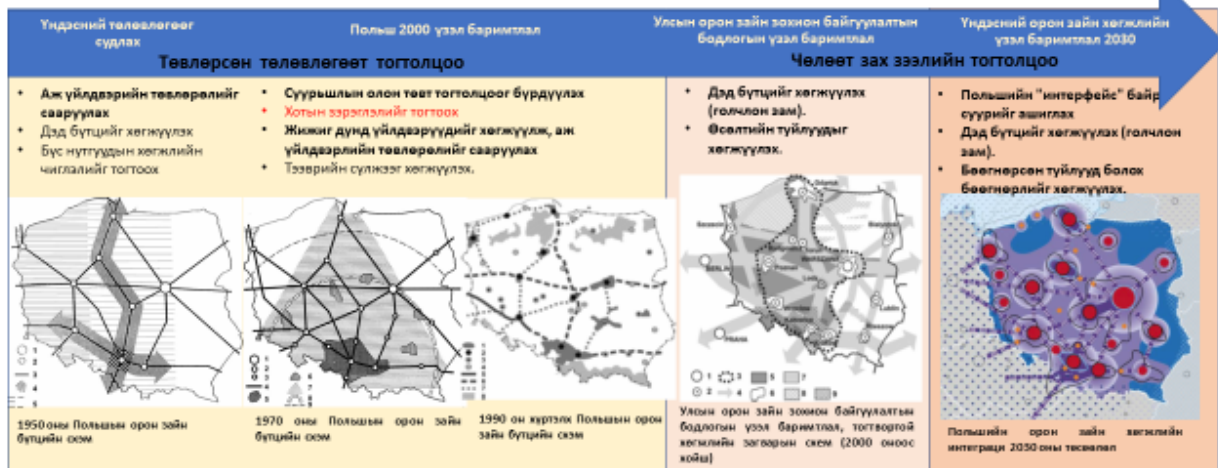 Үндэсний төлөвлөгөөг
судлах
Польш 2000 үзэл баримтлал
Улсын орон зайн зохион байгуулалтын
бодлогын үзэл баримтлал
Үндэсний орон зайн хөгжлийн
үзэл баримтлал 2030
Төвлөрсөн төлөвлөгөөт тогтолцоо
Чөлөөт зах зээлийн тогтолцоо
• Аж үйлдвэрийн төвлөрөлийг
сааруулах
• Дэд бүтцийг хөгжүүлэх
• Бүс нутгуудын хөгжлийн
чиглэлийг тогтоох
• Суурьшлын олон төвт тогтолцоог бүрдүүлэх
• Хотын зэрэглэлийг тогтоох
• Жижиг дунд үйлдвэрүүдийг хөгжүүлж, аж
үйлдвэрлийн төвлөрөлийг сааруулах
• Тээврийн сүлжээг хөгжүүлэх.
• Дэд бүтцийг хөгжүүлэх
(голчлон зам).
• Өсөлтийн туйлуудыг
хөгжүүлэх.
• Польшийн "интерфейс" байр
суурийг ашиглах
• Дэд бүтцийг хөгжүүлэх (голчлон
зам).
• Бөөгнөрсөн туйлууд болох
бөөгнөрлийг хөгжүүлэх.
1950 оны Польшын орон зайн
бүтцийн схэм
1970 оны Польшын орон зайн
бүтцийн схэм
1990 он хүртэлх Польшын орон
зайн бүтцийн схэм
Улсын орон зайн зохион байгуулалтын
бодлогын үзэл баримтлал, тогтвортой
хөгжлийн загварын схем (2000 оноос
хойш)
Польшийн орон зайн хөгжлийн
интеграци 2030 оны төсөөлөл